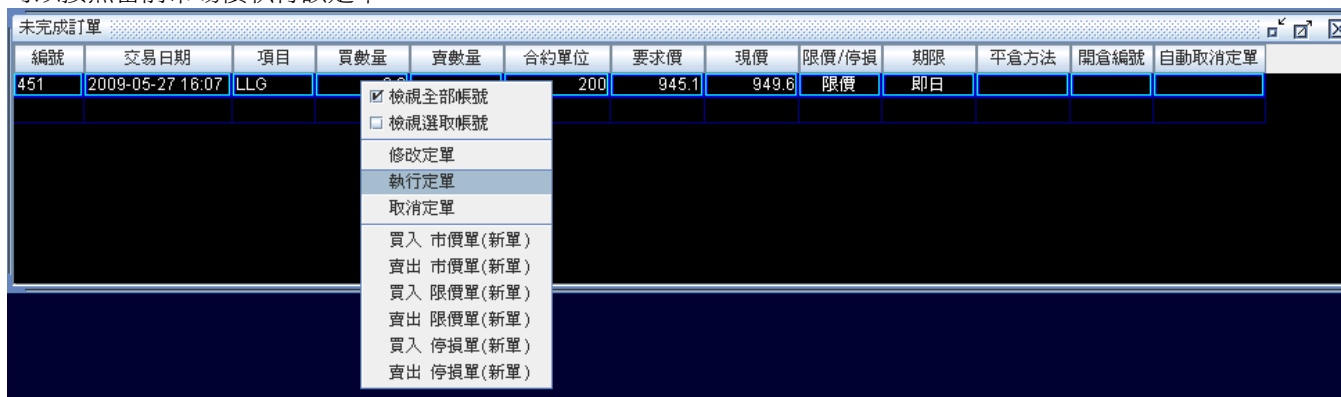 未完成訂單
編號 交易日期 項目 買數量 賣數量 合約單位 要求價 現價 限價/停損 期限 平倉方法 開倉編號 自動取消定單
451 2009-05-27 16:07 LLG 200 945.1 949.6 限價 即日
檢視全部帳號
檢視選取帳號
修改定單
執行定單
取消定單
買入 市價單(新單)
賣出 市價單(新單)
買入 限價單(新單)
賣出 限價單(新單)
買入 停損單(新單)
賣出 停損單(新單)